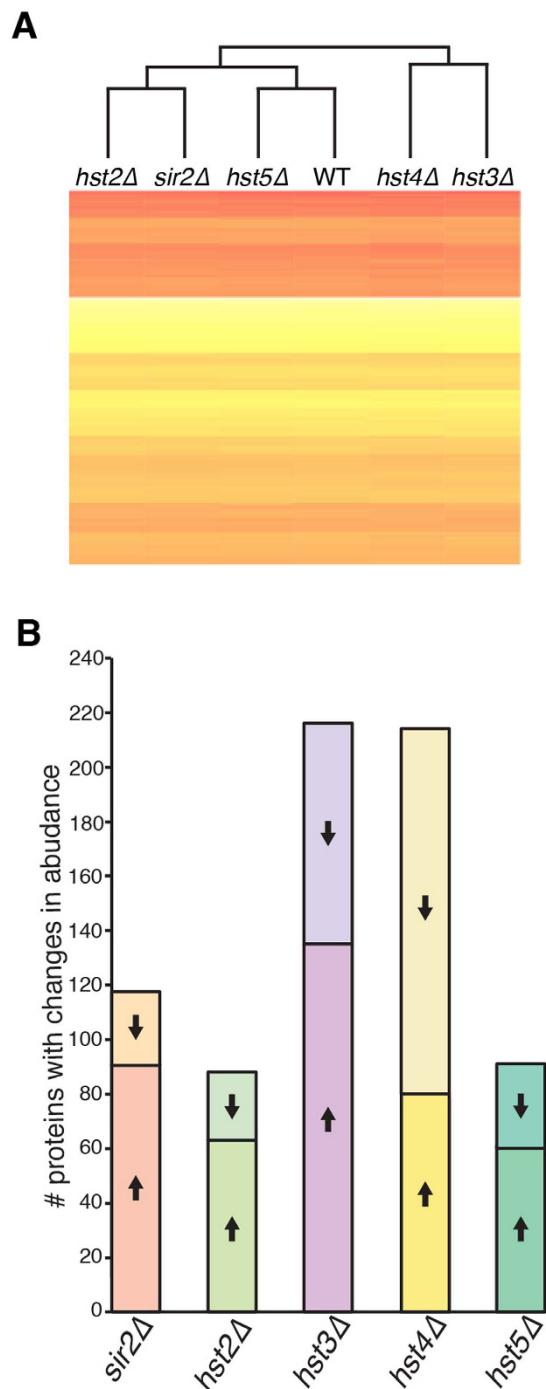 A
hst2Δ sir2Δ hst5Δ WT hst4Δ hst3Δ
B
# proteins with changes in abudance
240
220
200
180
160
140
120
100
80
60
40
20
0
sir2Δ hst2Δ hst3Δ hst4Δ hst5Δ